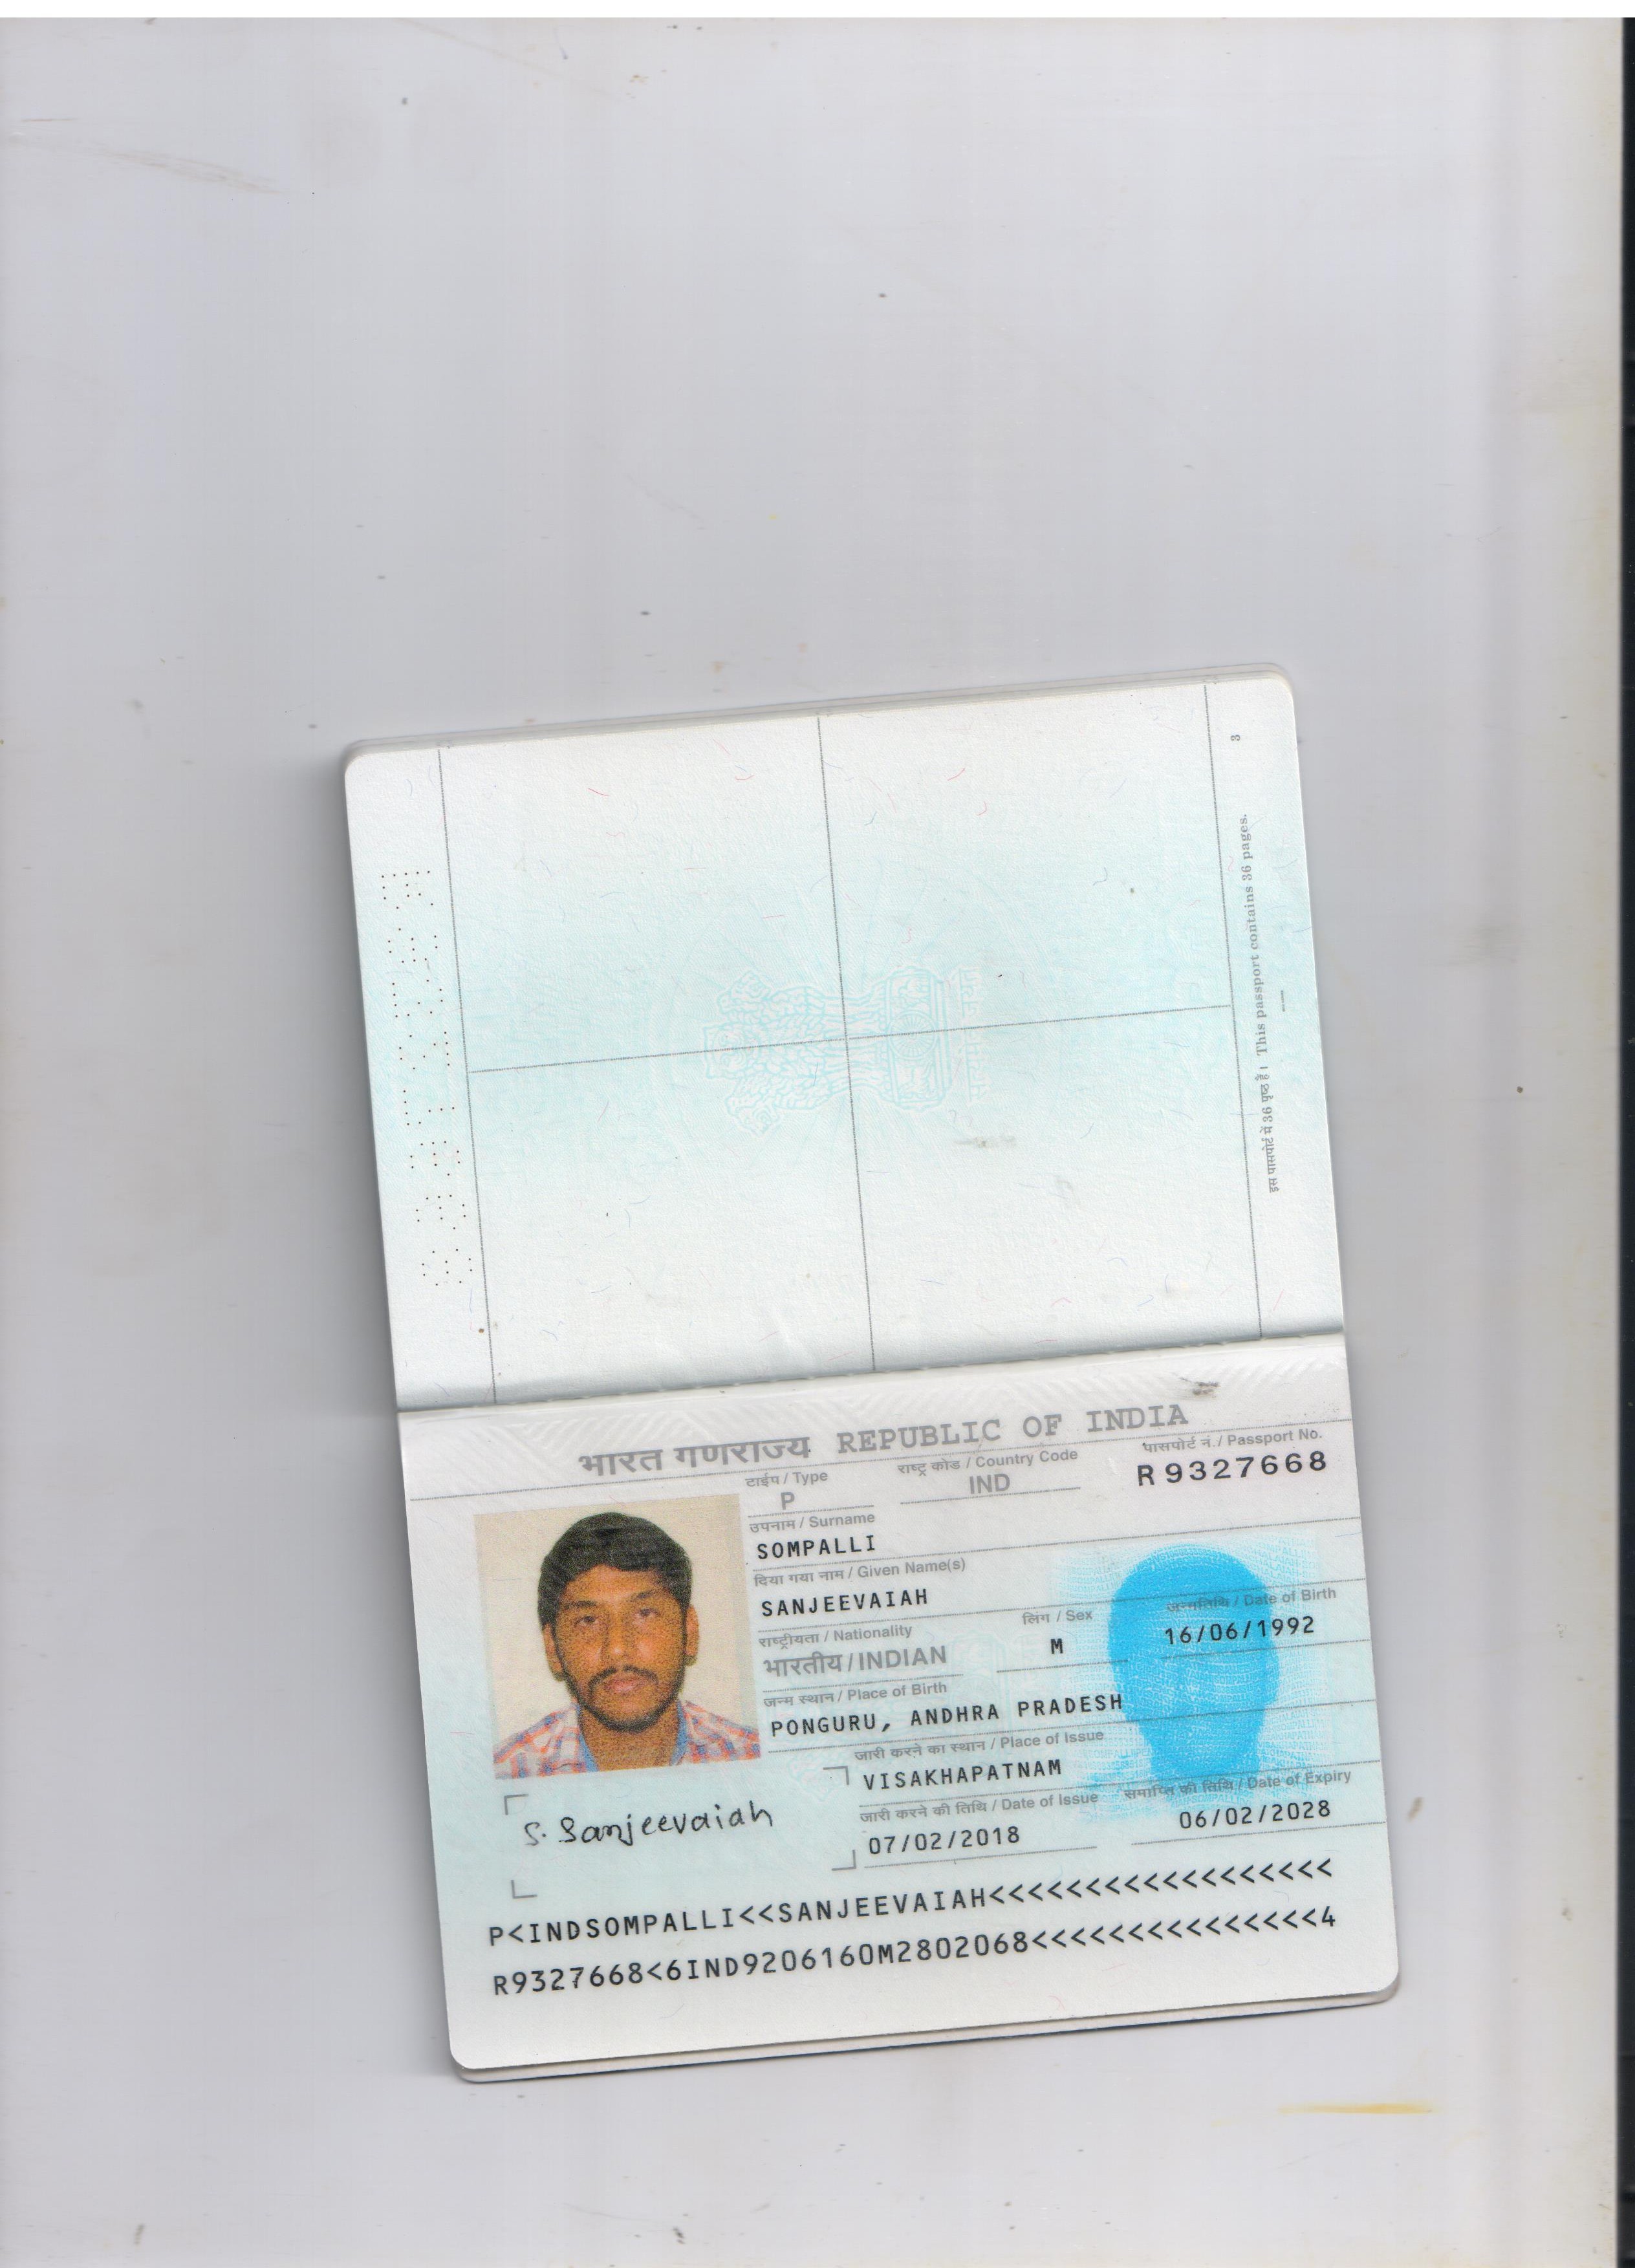 3
इस पासपोर्ट में 36 पृष्ठ है। This passport contains 36 pages.
भारत गणराज्य REPUBLIC OF INDIA
टाईप / Type
राष्ट्र कोड / Country Code
पासपोर्ट नं. / Passport No.
P
IND
R9327668
उपनाम / Surname
SOMPALLI
दिया गया नाम / Given Name(s)
SANJEEVAIAH
राष्ट्रीयता / Nationality
लिंग / Sex
जन्मतिथि / Date of Birth
भारतीय / INDIAN
M
16/06/1992
जन्म स्थान / Place of Birth
PONGURU, ANDHRA PRADESH
जारी करने का स्थान / Place of Issue
VISAKHAPATNAM
जारी करने की तिथि / Date of Issue
समाप्ति की तिथि / Date of Expiry
07/02/2018
06/02/2028
S. Sanjeevaiah
P<INDSOMPALLI<<SANJEEVAIAH<<<<<<<<<<<<<<<<<<
R9327668<6IND9206160M2802068<<<<<<<<<<<<<<<4